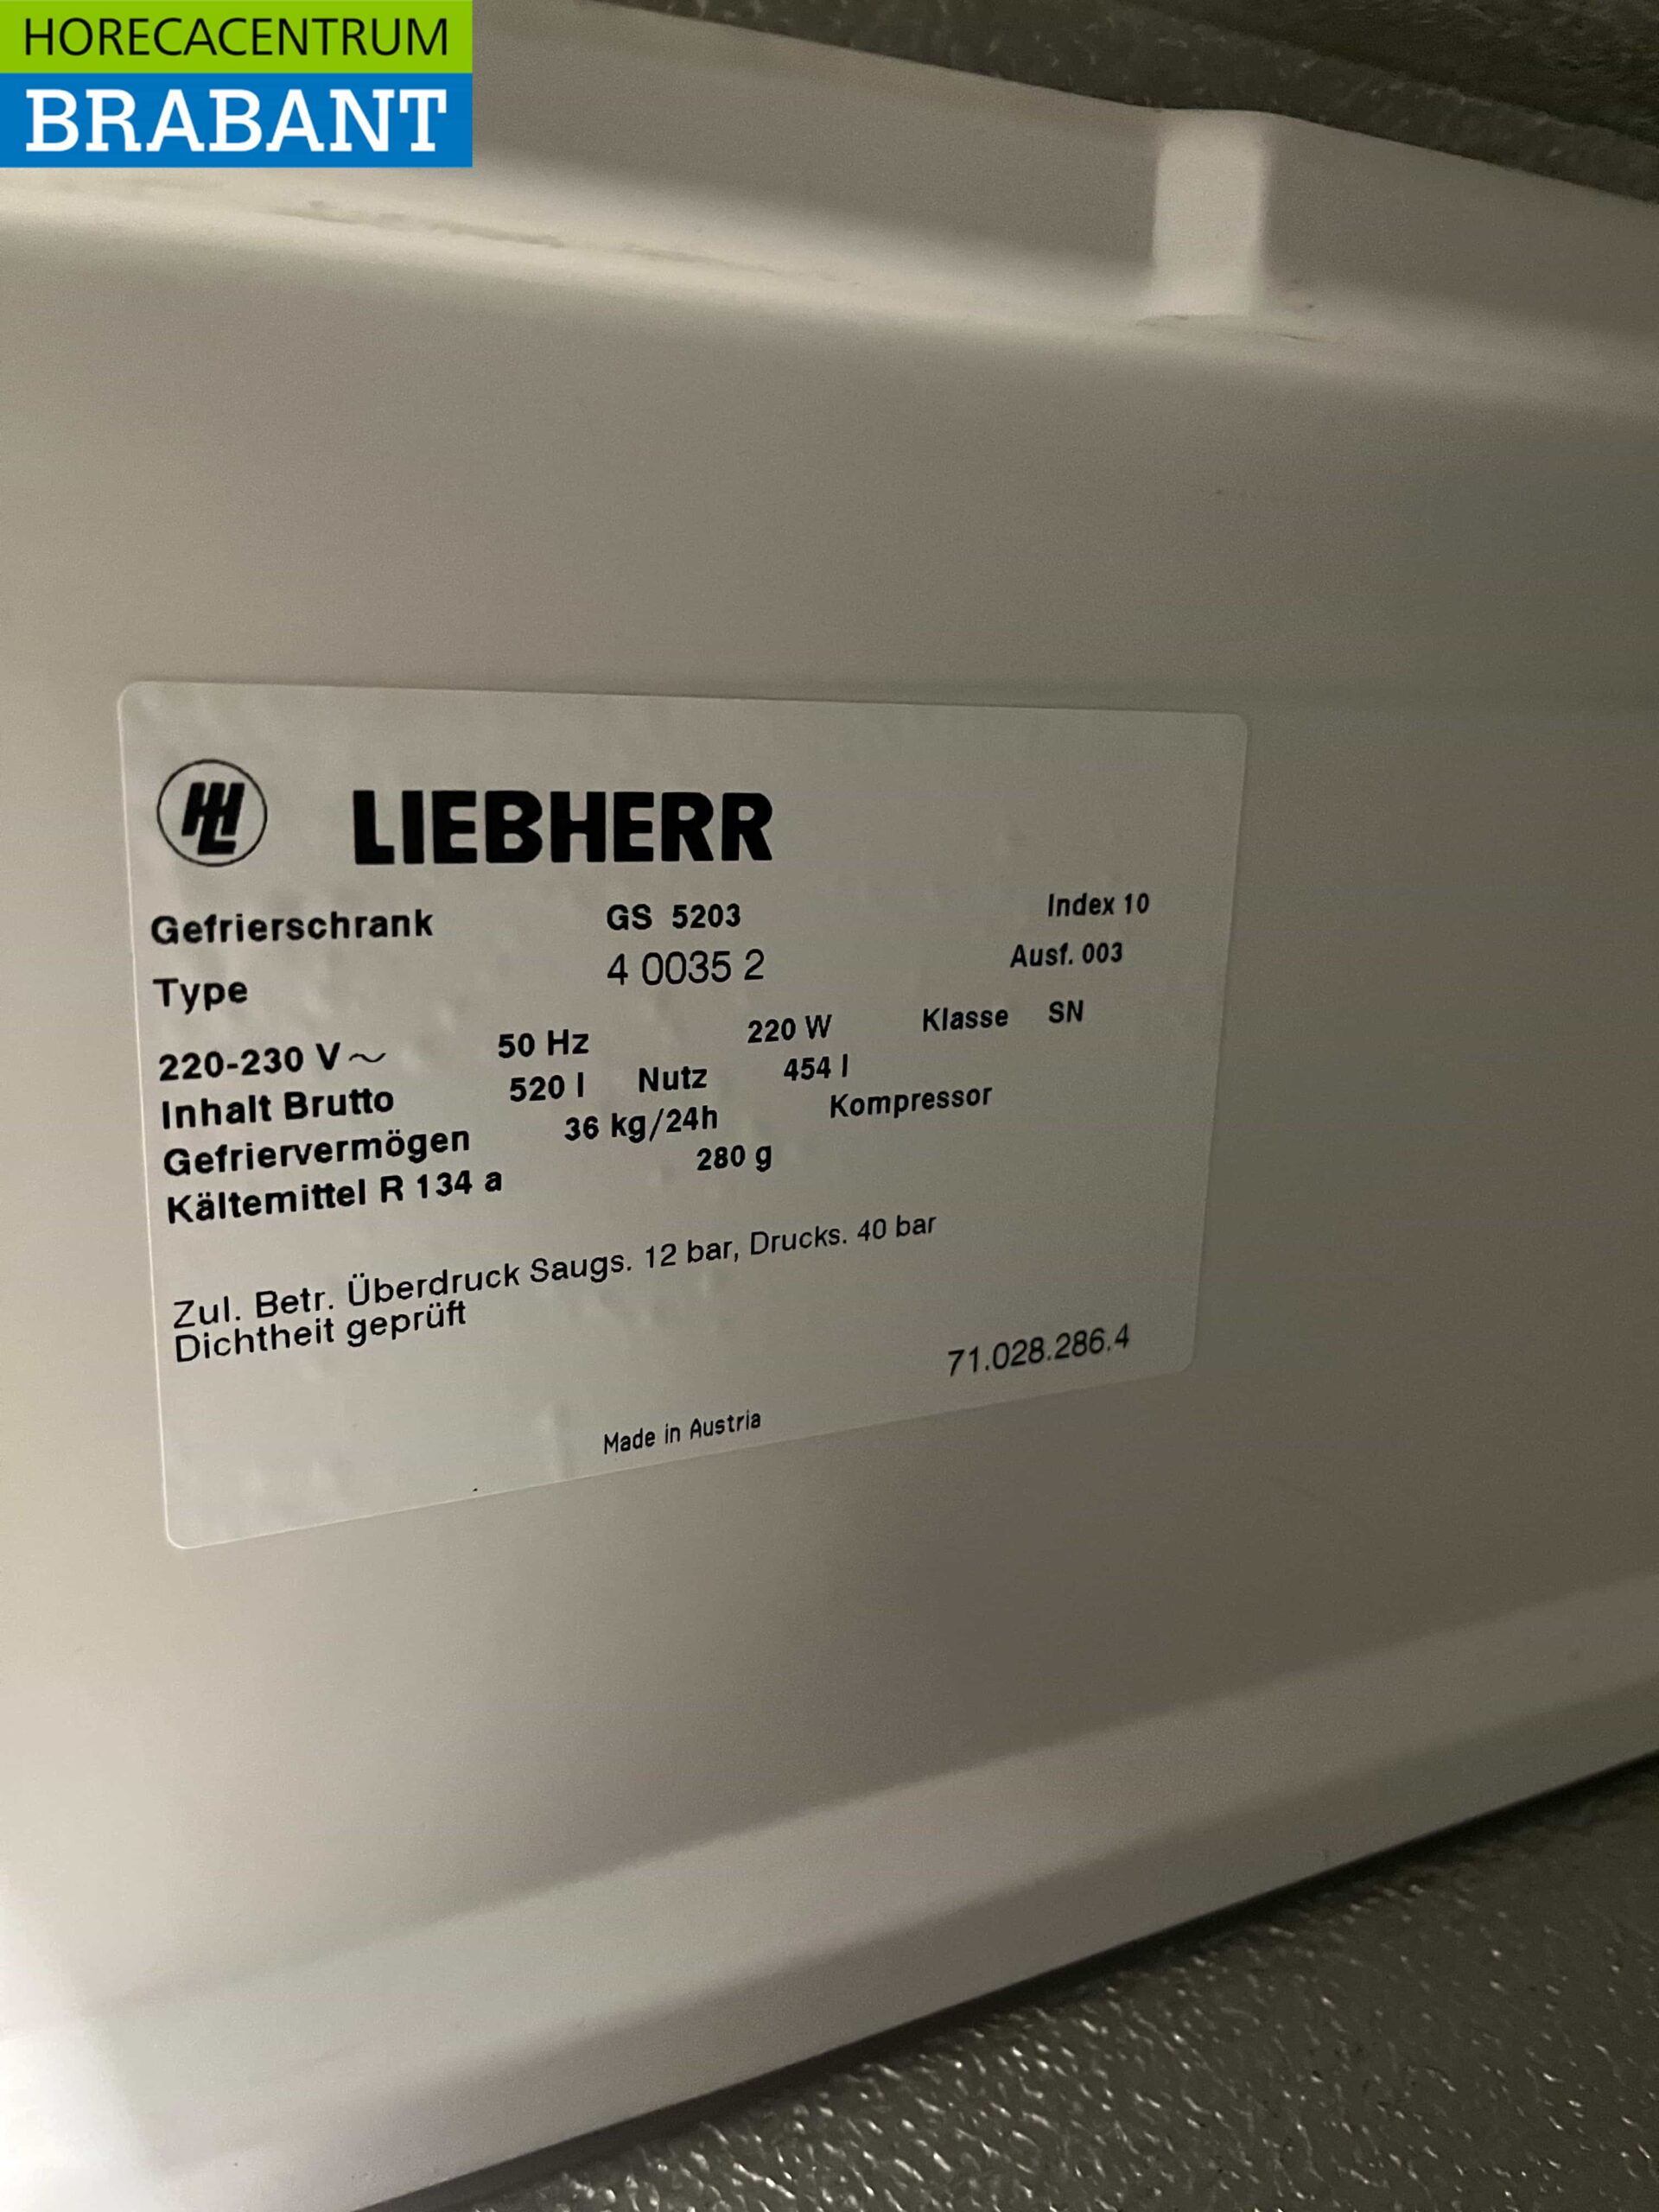 HORECACENTRUM
BRABANT
HLL LIEBHERR
Gefrierschrank GS 5203 Index 10
Type 4 0035 2 Ausf. 003
220-230 V~ 50 Hz 220 W Klasse SN
Inhalt Brutto 520 l Nutz 454 l
Gefriervermögen 36 kg/24h Kompressor
Kältemittel R 134 a 280 g
Zul. Betr. Überdruck Saugs. 12 bar, Drucks. 40 bar
Dichtheit geprüft
71.028.286.4
Made in Austria